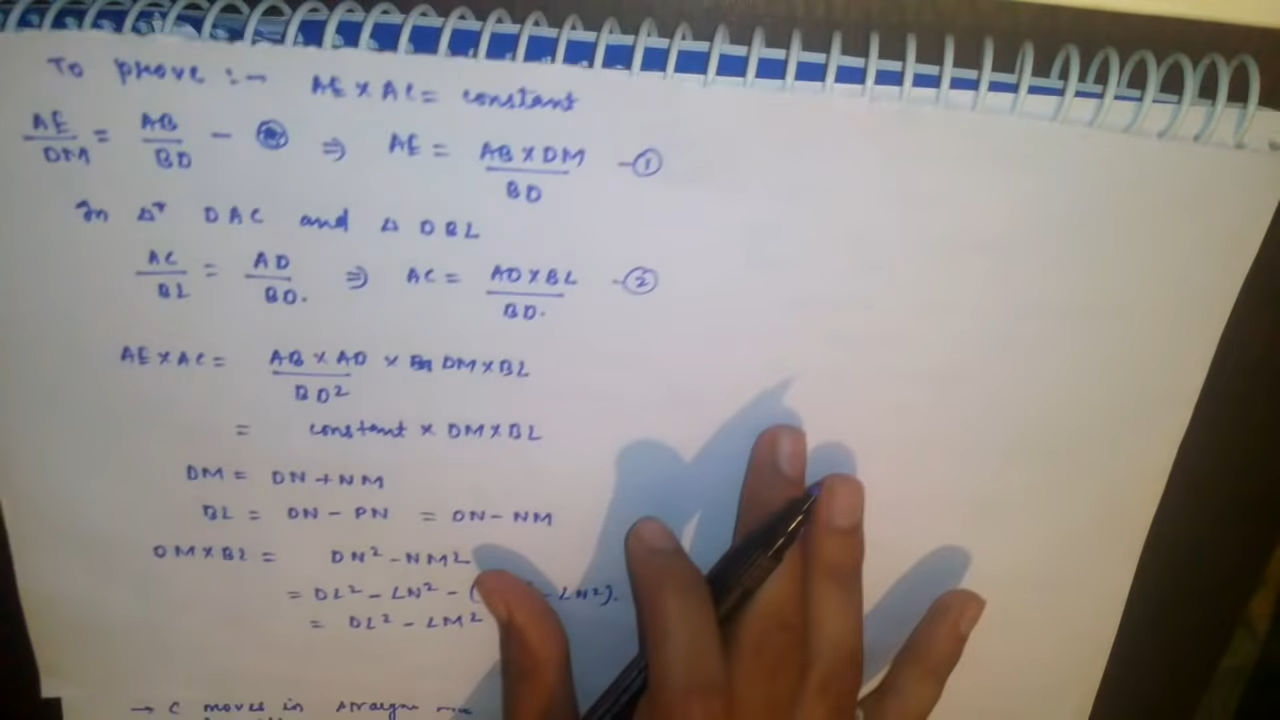 To prove :- AE × AC = constant
AE/DM = AB/BD - ⇒ AE = AB × DM/BD -①
In Δr DAC and Δ DBL
AC/BL = AD/BD. ⇒ AC = AD × BL/BD. -②
AE × AC = AB × AD/BD² × DM × BL
= constant × DM × BL
DM = DN + NM
BL = DN - PN = DN - NM
DM × BL = DN² - NM²
= DL² - LN² - ( - LN²).
= DL² - LM²
→ C moves in